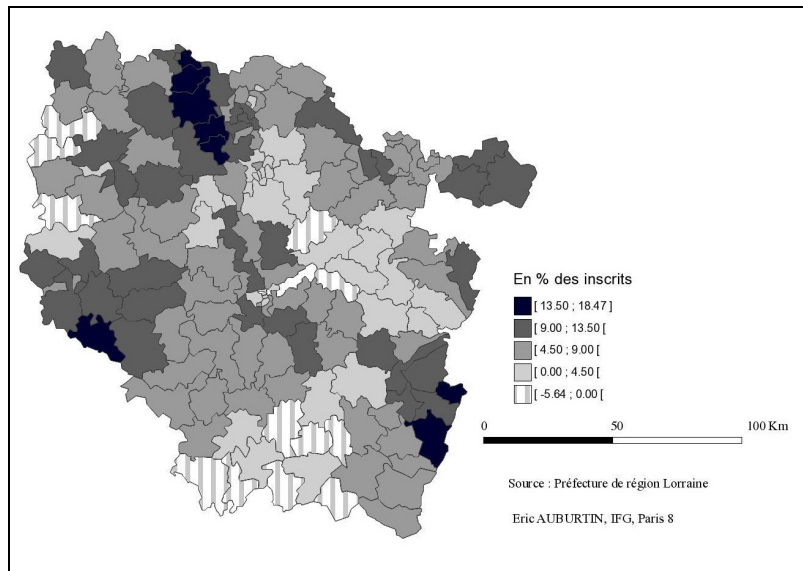 En % des inscrits
[ 13.50 ; 18.47 ]
[ 9.00 ; 13.50 [
[ 4.50 ; 9.00 [
[ 0.00 ; 4.50 [
[ -5.64 ; 0.00 [
0 50 100 Km
Source : Préfecture de région Lorraine
Eric AUBURTIN, IFG, Paris 8